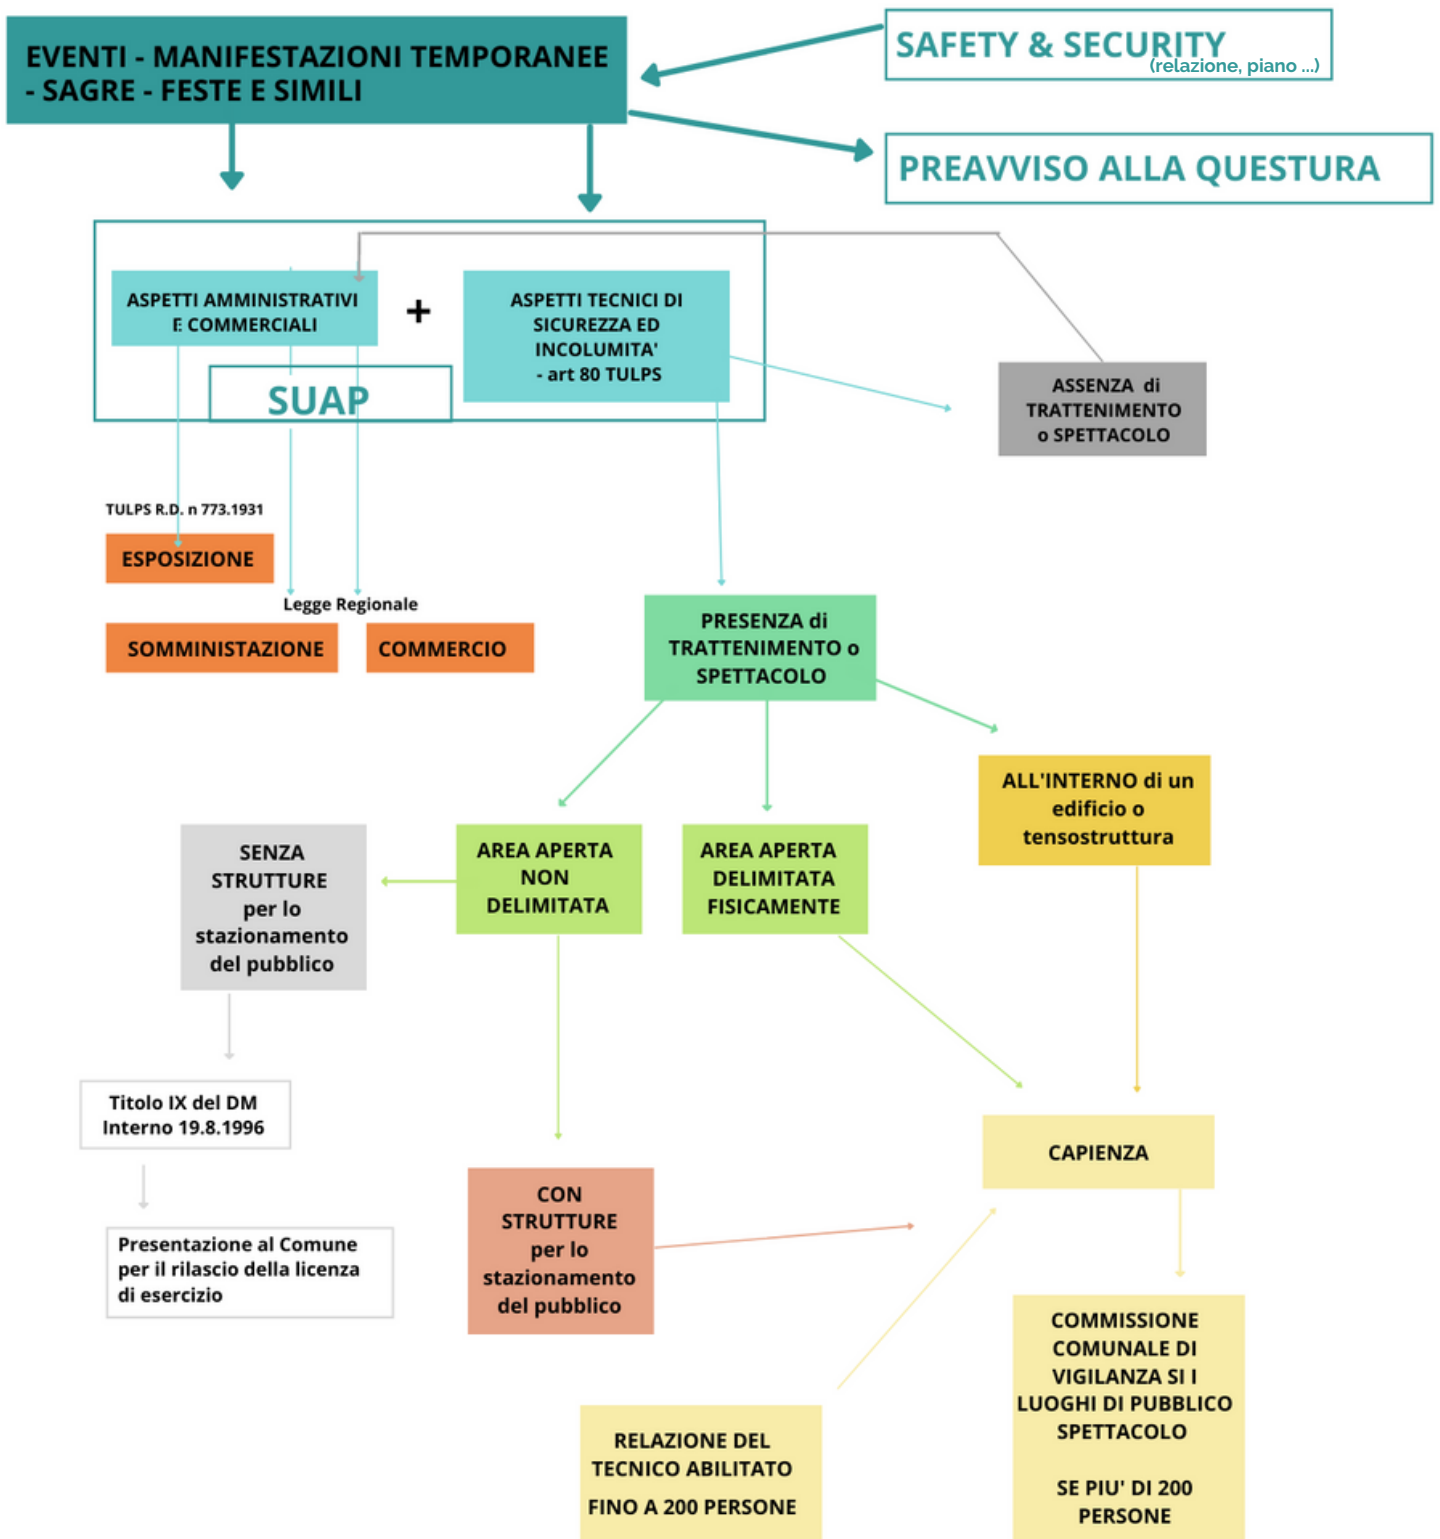 EVENTI - MANIFESTAZIONI TEMPORANEE
- SAGRE - FESTE E SIMILI
SAFETY & SECURITY
(relazione, piano ...)
PREAVVISO ALLA QUESTURA
ASPETTI AMMINISTRATIVI
E COMMERCIALI
+
ASPETTI TECNICI DI
SICUREZZA ED
INCOLUMITA'
- art 80 TULPS
SUAP
ASSENZA di
TRATTENIMENTO
o SPETTACOLO
TULPS R.D. n 773.1931
ESPOSIZIONE
Legge Regionale
SOMMINISTAZIONE
COMMERCIO
PRESENZA di
TRATTENIMENTO o
SPETTACOLO
ALL'INTERNO di un
edificio o
tensostruttura
SENZA
STRUTTURE
per lo
stazionamento
del pubblico
AREA APERTA
NON
DELIMITATA
AREA APERTA
DELIMITATA
FISICAMENTE
Titolo IX del DM
Interno 19.8.1996
CAPIENZA
CON
STRUTTURE
per lo
stazionamento
del pubblico
Presentazione al Comune
per il rilascio della licenza
di esercizio
COMMISSIONE
COMUNALE DI
VIGILANZA SI I
LUOGHI DI PUBBLICO
SPETTACOLO
SE PIU' DI 200
PERSONE
RELAZIONE DEL
TECNICO ABILITATO
FINO A 200 PERSONE